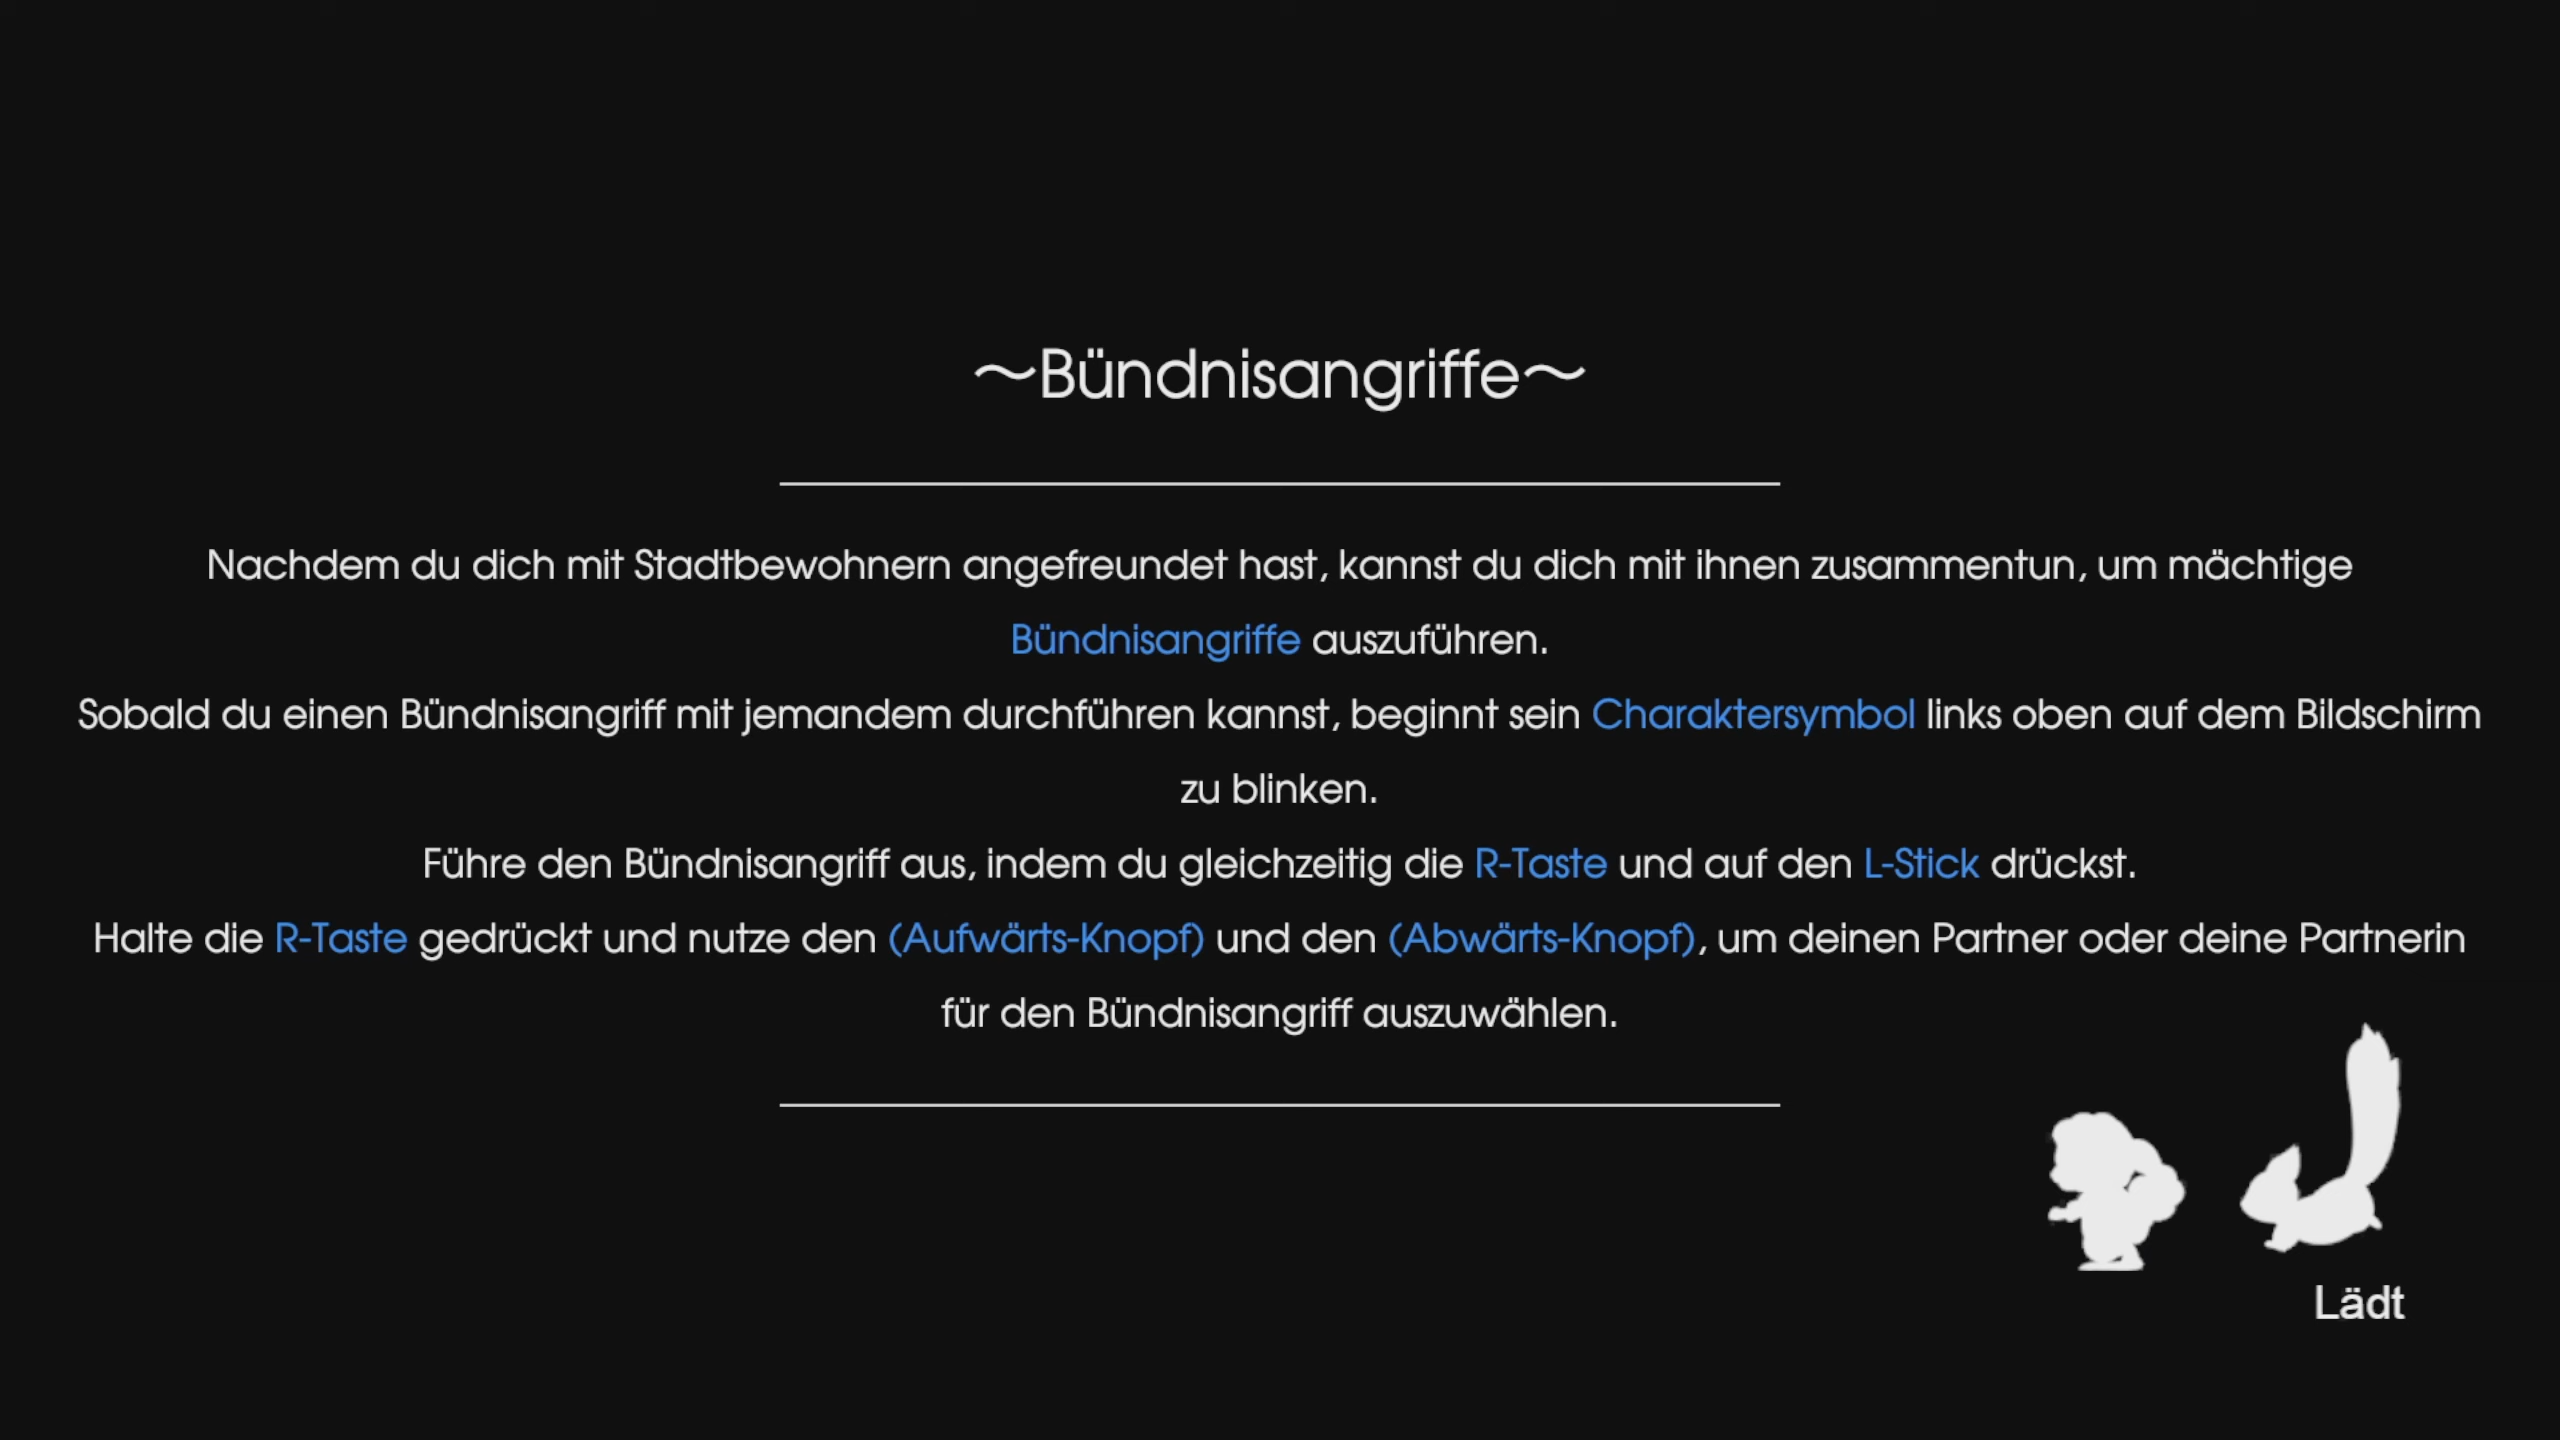 ～Bündnisangriffe～
Nachdem du dich mit Stadtbewohnern angefreundet hast, kannst du dich mit ihnen zusammentun, um mächtige
Bündnisangriffe auszuführen.
Sobald du einen Bündnisangriff mit jemandem durchführen kannst, beginnt sein Charaktersymbol links oben auf dem Bildschirm
zu blinken.
Führe den Bündnisangriff aus, indem du gleichzeitig die R-Taste und auf den L-Stick drückst.
Halte die R-Taste gedrückt und nutze den (Aufwärts-Knopf) und den (Abwärts-Knopf), um deinen Partner oder deine Partnerin
für den Bündnisangriff auszuwählen.
Lädt